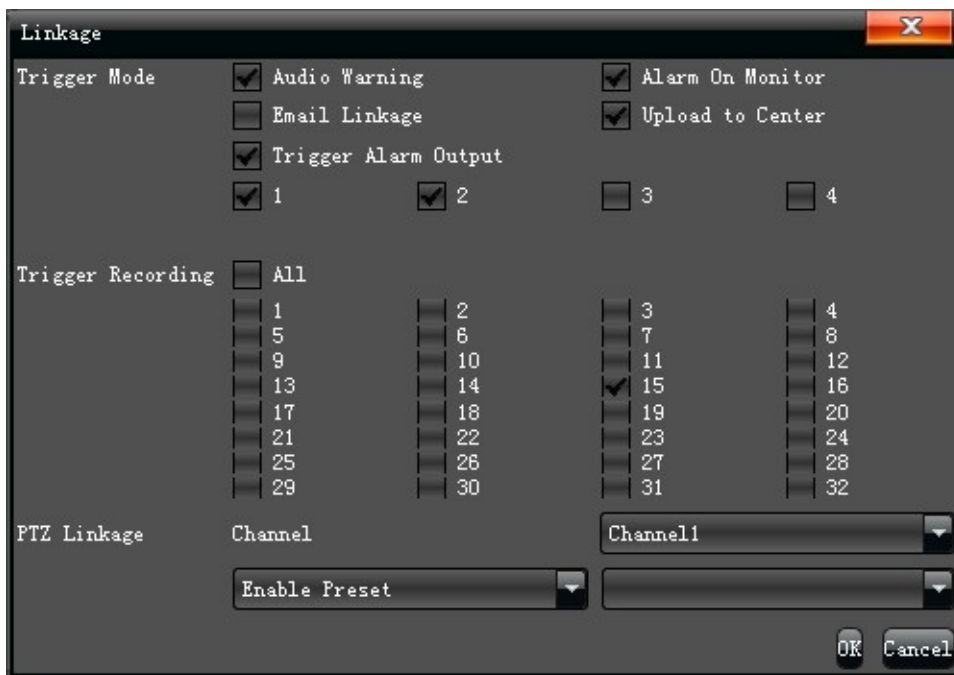 Linkage
Trigger Mode Audio Warning Alarm On Monitor
Email Linkage Upload to Center
Trigger Alarm Output
1 2 3 4
Trigger Recording All
1 2 3 4
5 6 7 8
9 10 11 12
13 14 15 16
17 18 19 20
21 22 23 24
25 26 27 28
29 30 31 32
PTZ Linkage Channel Channel1
Enable Preset
OK Cancel